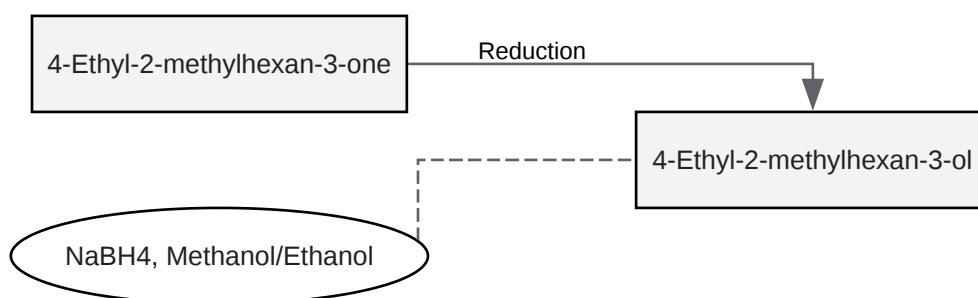 4-Ethyl-2-methylhexan-3-one
Reduction
4-Ethyl-2-methylhexan-3-ol
NaBH4, Methanol/Ethanol